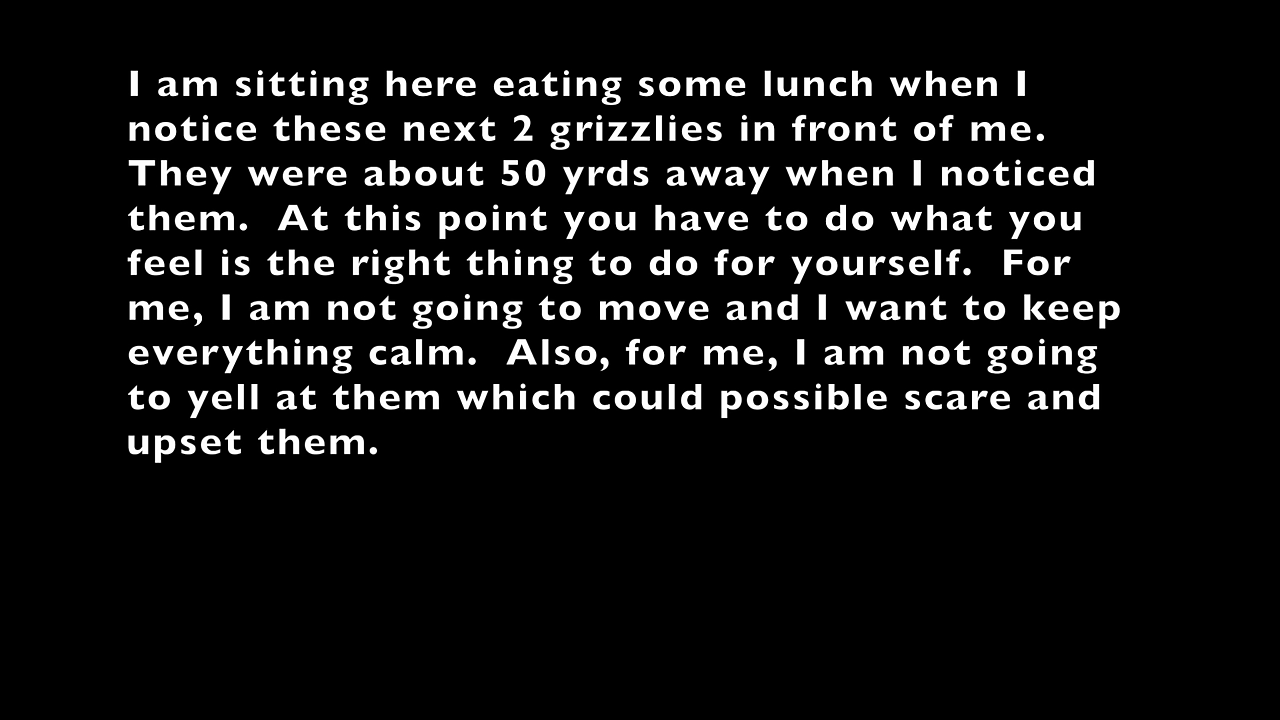 I am sitting here eating some lunch when I
notice these next 2 grizzlies in front of me.
They were about 50 yrds away when I noticed
them.  At this point you have to do what you
feel is the right thing to do for yourself.  For
me, I am not going to move and I want to keep
everything calm.  Also, for me, I am not going
to yell at them which could possible scare and
upset them.